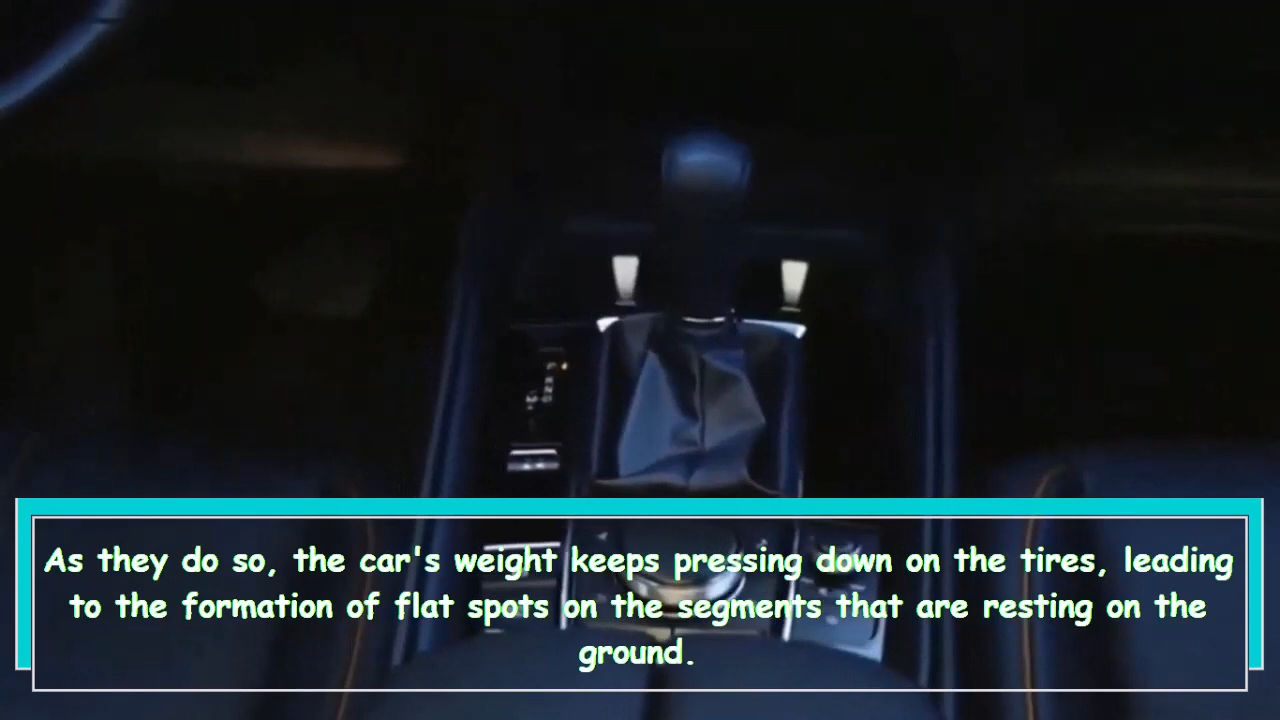 As they do so, the car's weight keeps pressing down on the tires, leading
to the formation of flat spots on the segments that are resting on the
ground.